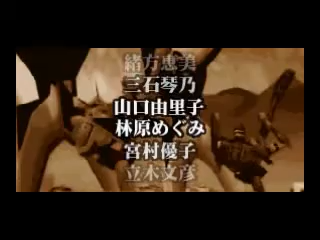 緒方恵美
三石琴乃
山口由里子
林原めぐみ
宮村優子
立木文彦